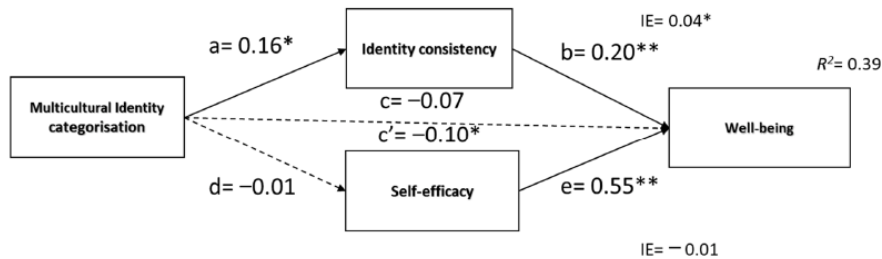 IE= 0.04*
a= 0.16*
Identity consistency
b= 0.20**
R²= 0.39
Multicultural Identity
categorisation
c= −0.07
c’= −0.10*
Well-being
d= −0.01
Self-efficacy
e= 0.55**
IE= −0.01